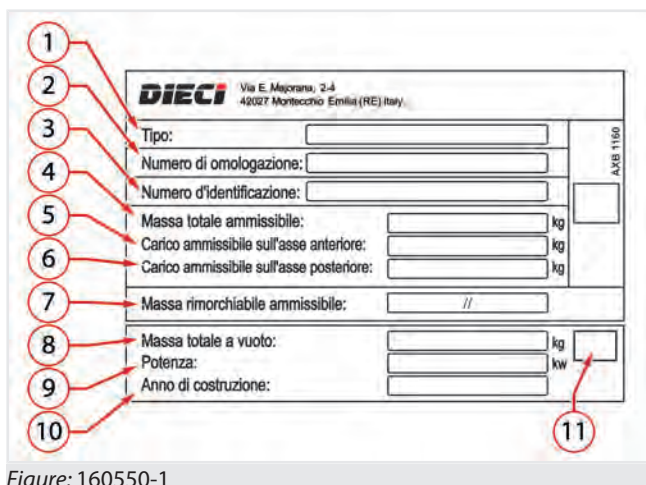 1
2
3
4
5
6
7
8
9
10
11
DIECI
Via E. Majorana, 2-4
42027 Montecchio Emilia (RE) Italy
Tipo:
Numero di omologazione:
Numero d'identificazione:
AXB 1160
Massa totale ammissibile: kg
Carico ammissibile sull'asse anteriore: kg
Carico ammissibile sull'asse posteriore: kg
Massa rimorchiabile ammissibile: //
Massa totale a vuoto: kg
Potenza: kw
Anno di costruzione:
Figure: 160550-1